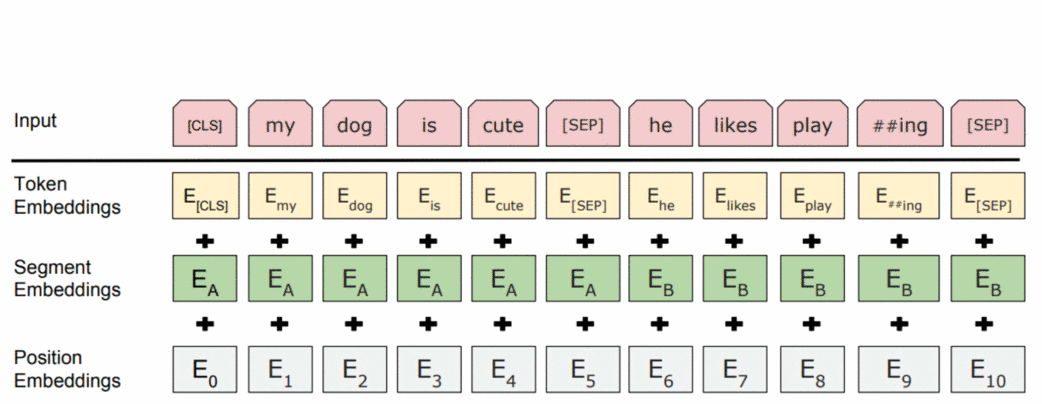 Input [CLS] my dog is cute [SEP] he likes play ##ing [SEP]
Token Embeddings E[CLS] Emy Edog Eis Ecute E[SEP] Ehe Elikes Eplay E##ing E[SEP]
+ + + + + + + + + + +
Segment Embeddings EA EA EA EA EA EA EB EB EB EB EB
+ + + + + + + + + + +
Position Embeddings E0 E1 E2 E3 E4 E5 E6 E7 E8 E9 E10